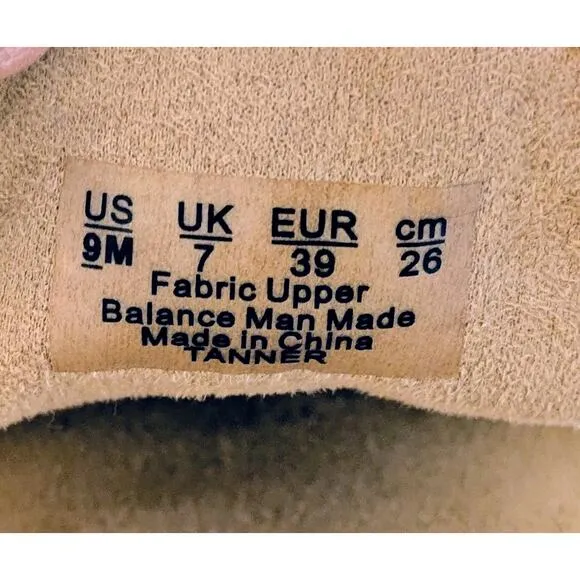 US UK EUR cm
9M 7 39 26
Fabric Upper
Balance Man Made
Made in China
TANNER